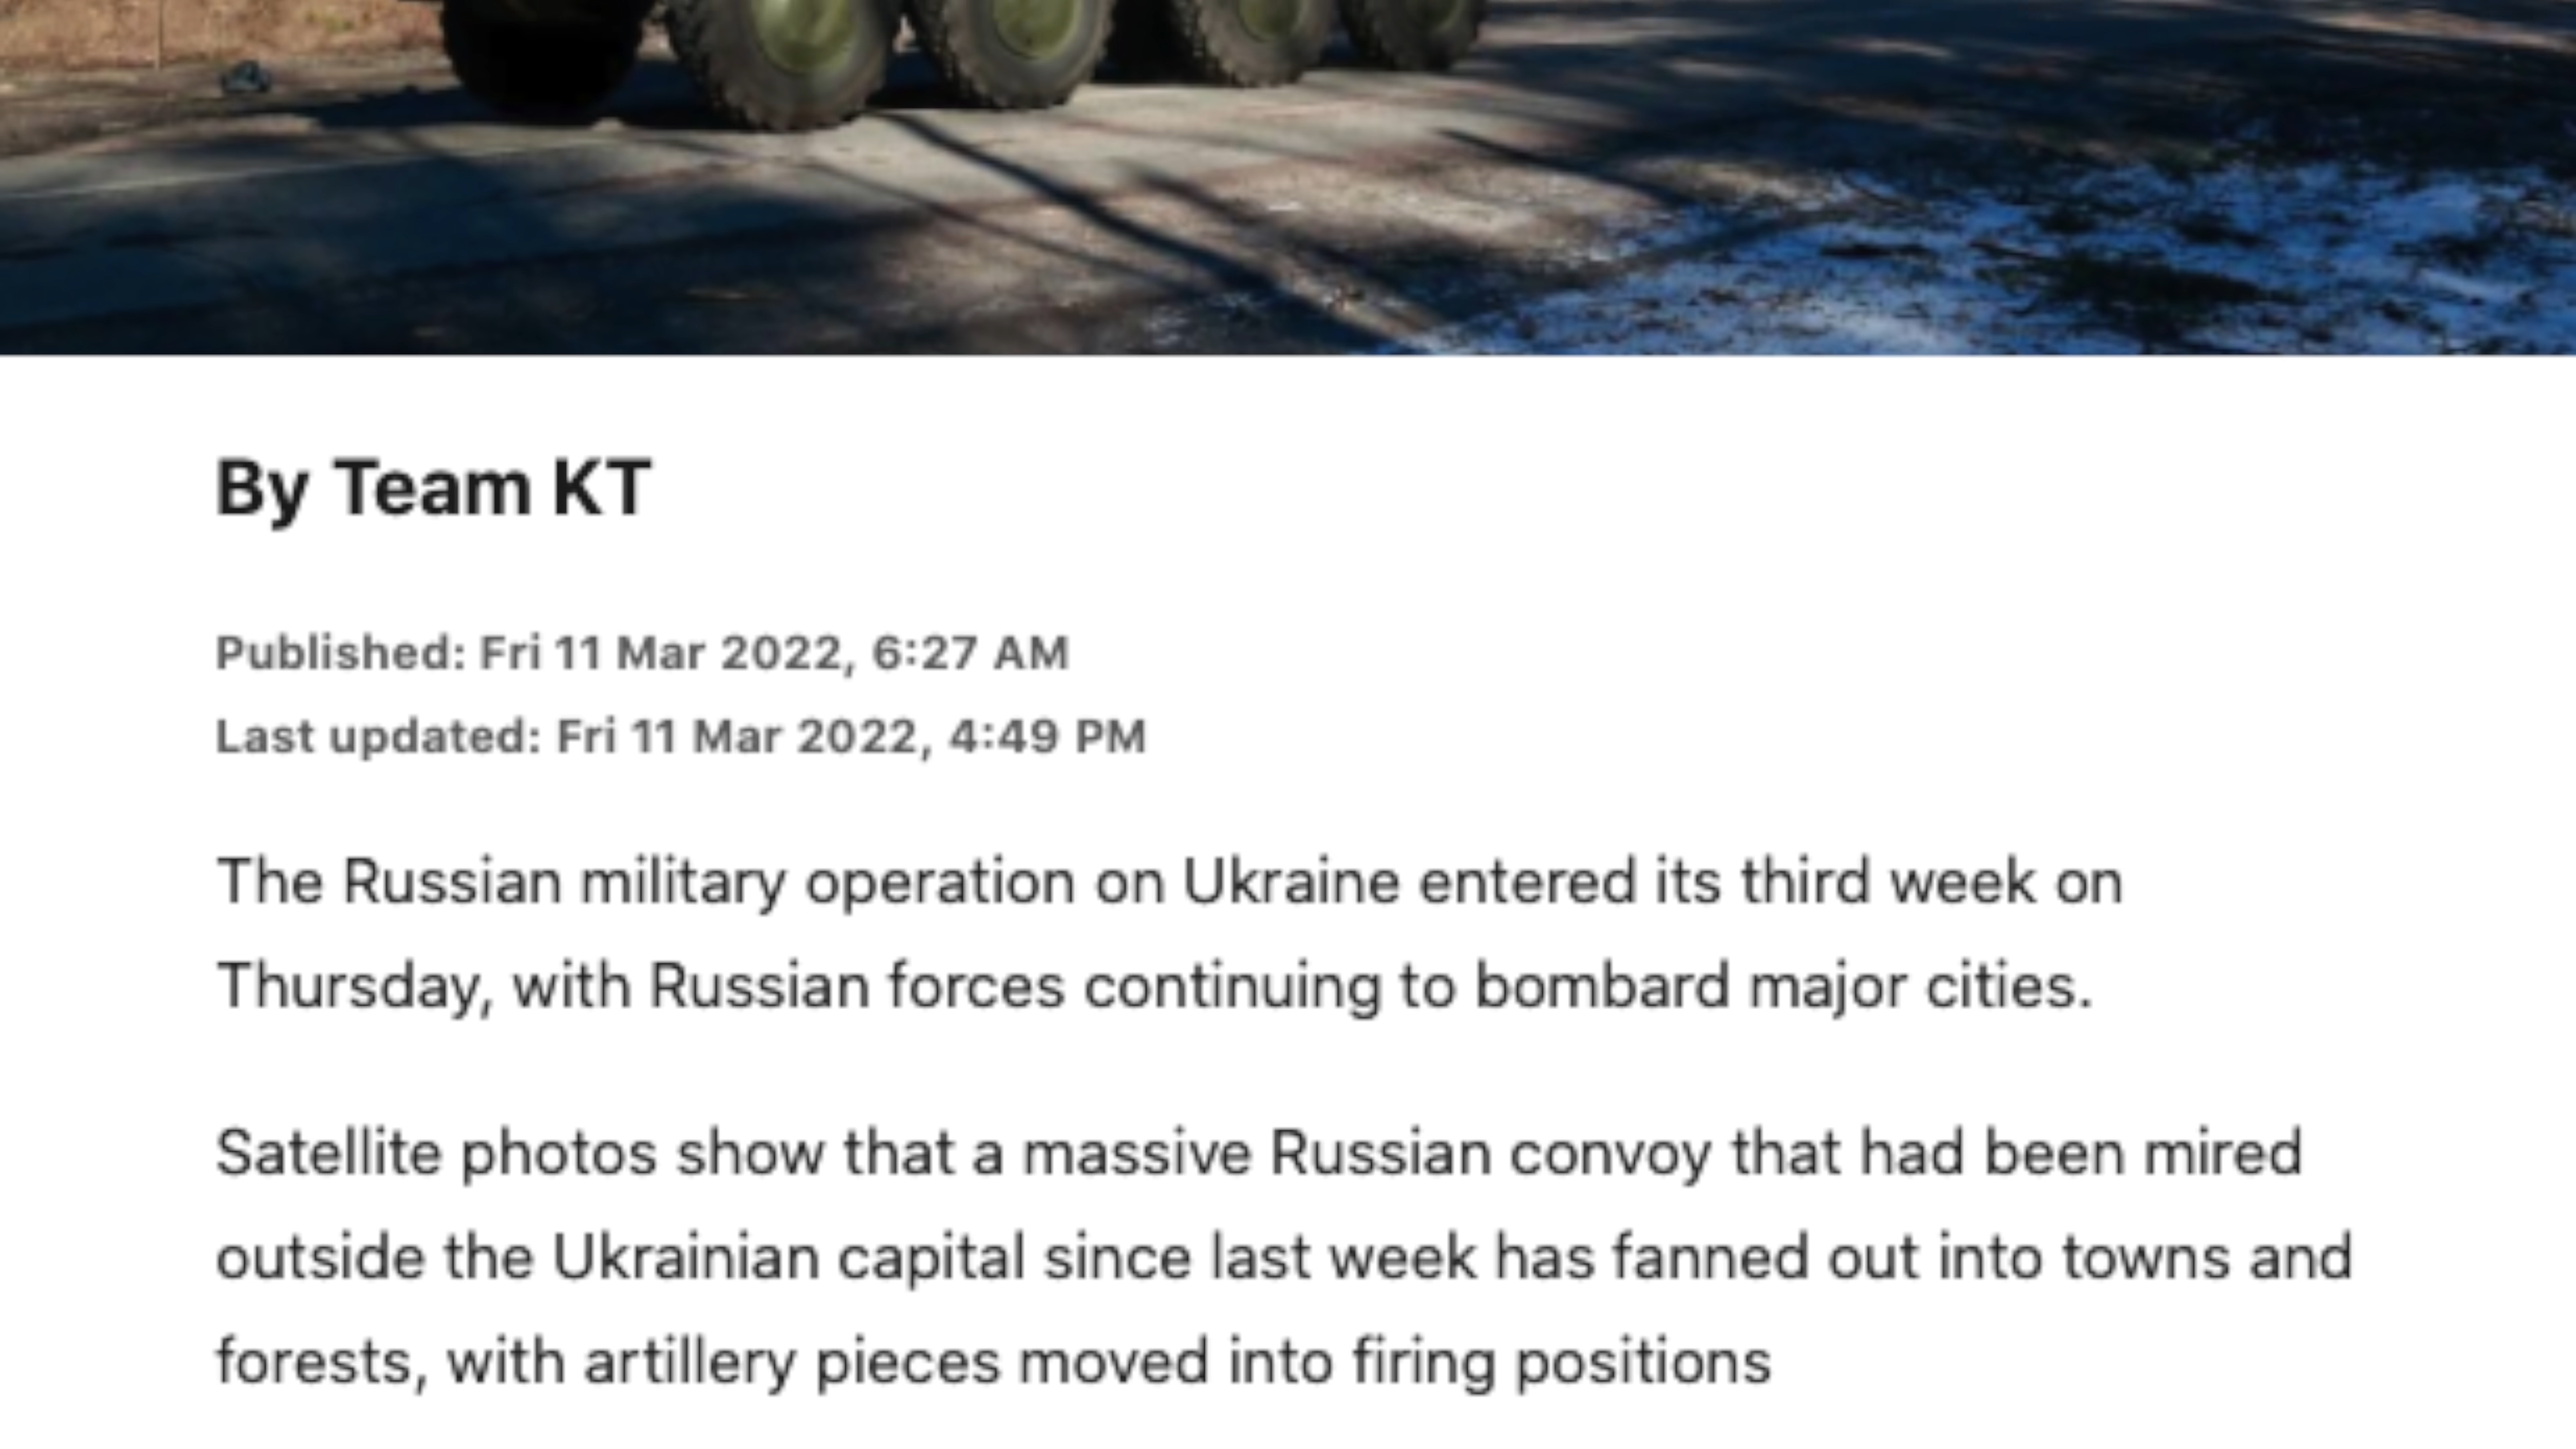 By Team KT
Published: Fri 11 Mar 2022, 6:27 AM
Last updated: Fri 11 Mar 2022, 4:49 PM
The Russian military operation on Ukraine entered its third week on
Thursday, with Russian forces continuing to bombard major cities.
Satellite photos show that a massive Russian convoy that had been mired
outside the Ukrainian capital since last week has fanned out into towns and
forests, with artillery pieces moved into firing positions